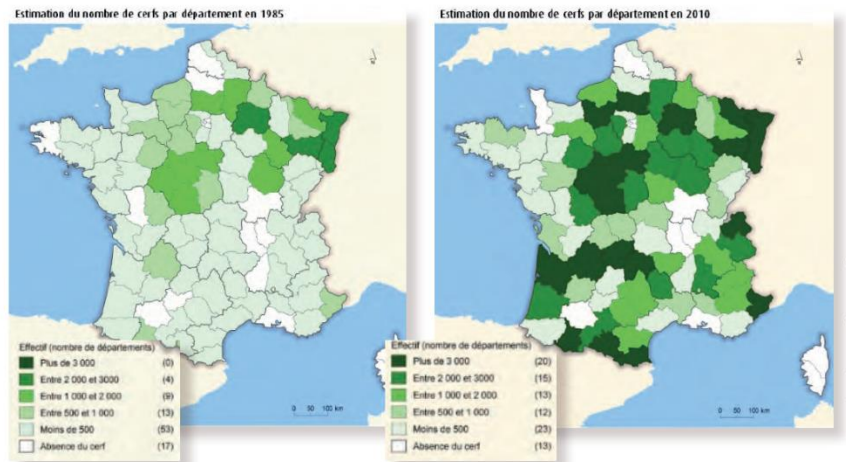 Estimation du nombre de cerfs par département en 1985
Effectif (nombre de départements)
Plus de 3 000 (0)
Entre 2 000 et 3000 (4)
Entre 1 000 et 2 000 (9)
Entre 500 et 1 000 (13)
Moins de 500 (53)
Absence du cerf (17)
0 50 100 km
Estimation du nombre de cerfs par département en 2010
Effectif (nombre de départements)
Plus de 3 000 (20)
Entre 2 000 et 3000 (15)
Entre 1 000 et 2 000 (13)
Entre 500 et 1 000 (12)
Moins de 500 (23)
Absence du cerf (13)
0 50 100 km